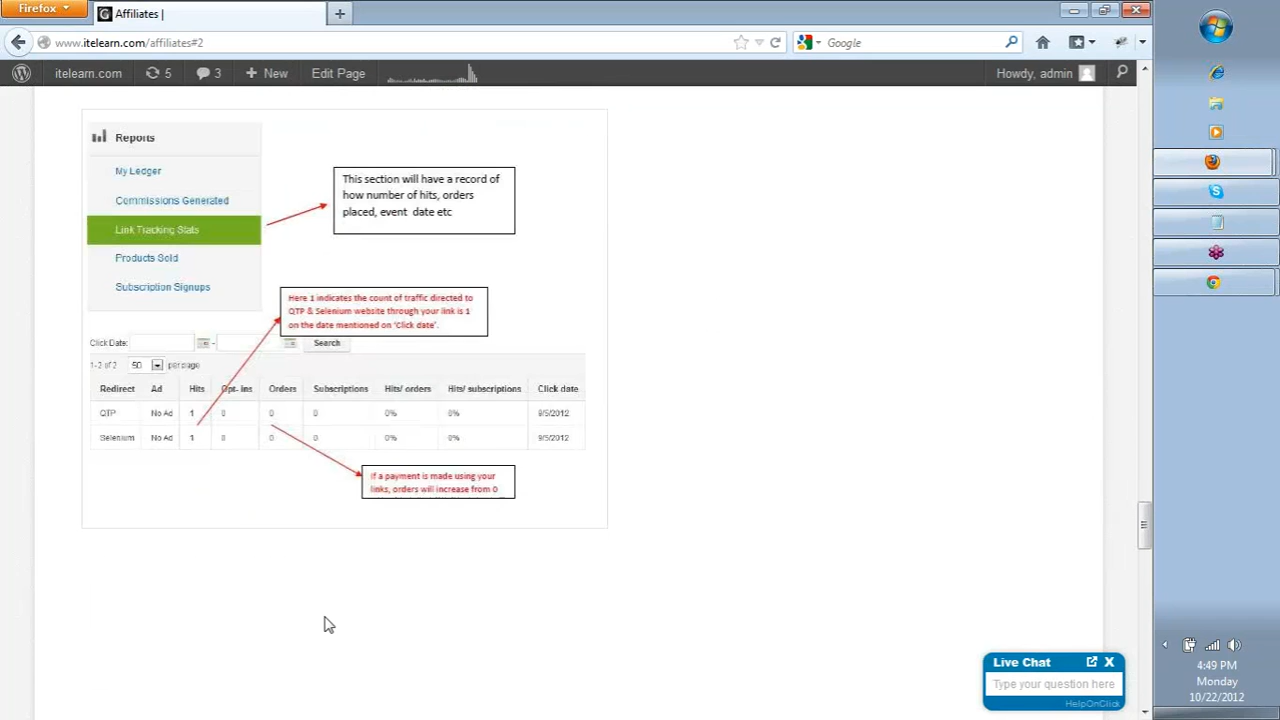 Firefox
Affiliates |
www.itelearn.com/affiliates#2
Google
itelearn.com
5
3
New
Edit Page
Howdy, admin
Reports
My Ledger
Commissions Generated
Link Tracking Stats
Products Sold
Subscription Signups
This section will have a record of
how number of hits, orders
placed, event date etc
Here 1 indicates the count of traffic directed to
QTP & Selenium website through your link is 1
on the date mentioned on 'Click date'.
Click Date: - Search
1-2 of 2 50 per page
Redirect Ad Hits Opt- ins Orders Subscriptions Hits/ orders Hits/ subscriptions Click date
QTP No Ad 1 0 0 0 0% 0% 9/5/2012
Selenium No Ad 1 0 0 0 0% 0% 9/5/2012
If a payment is made using your
links, orders will increase from 0
Live Chat
Type your question here
HelpOnClick
4:49 PM
Monday
10/22/2012